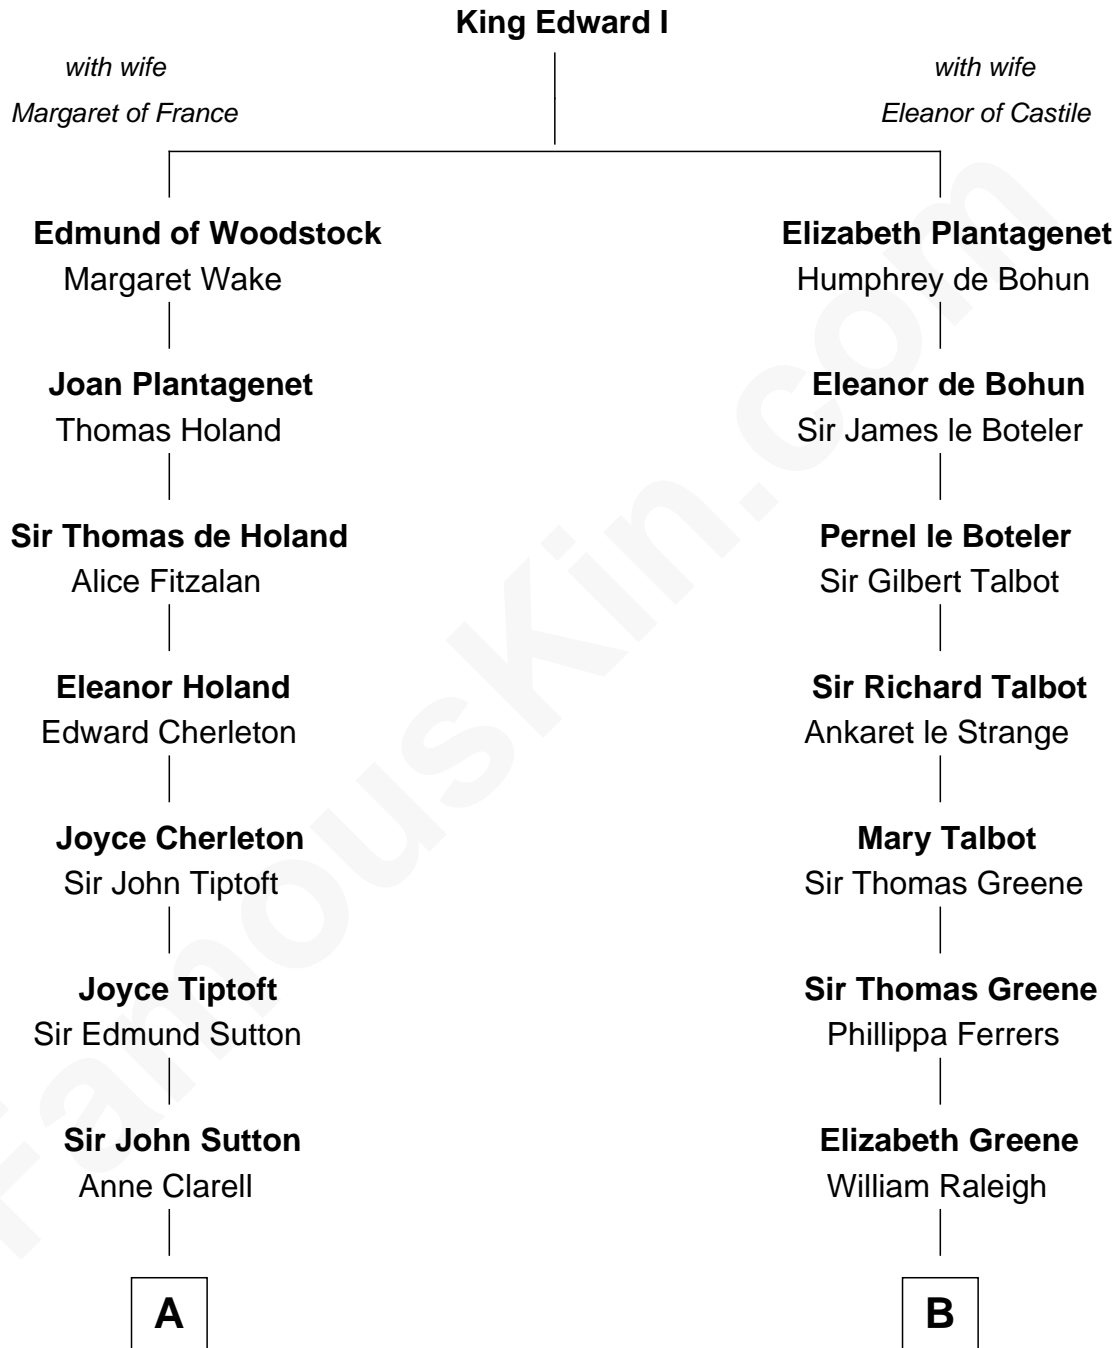 King Edward I
with wife
Margaret of France
with wife
Eleanor of Castile
Edmund of Woodstock
Margaret Wake
Elizabeth Plantagenet
Humphrey de Bohun
Joan Plantagenet
Thomas Holand
Eleanor de Bohun
Sir James le Boteler
Sir Thomas de Holand
Alice Fitzalan
Pernel le Boteler
Sir Gilbert Talbot
Eleanor Holand
Edward Cherleton
Sir Richard Talbot
Ankaret le Strange
Joyce Cherleton
Sir John Tiptoft
Mary Talbot
Sir Thomas Greene
Joyce Tiptoft
Sir Edmund Sutton
Sir Thomas Greene
Phillippa Ferrers
Sir John Sutton
Anne Clarell
Elizabeth Greene
William Raleigh
A
B
FamousKin.com